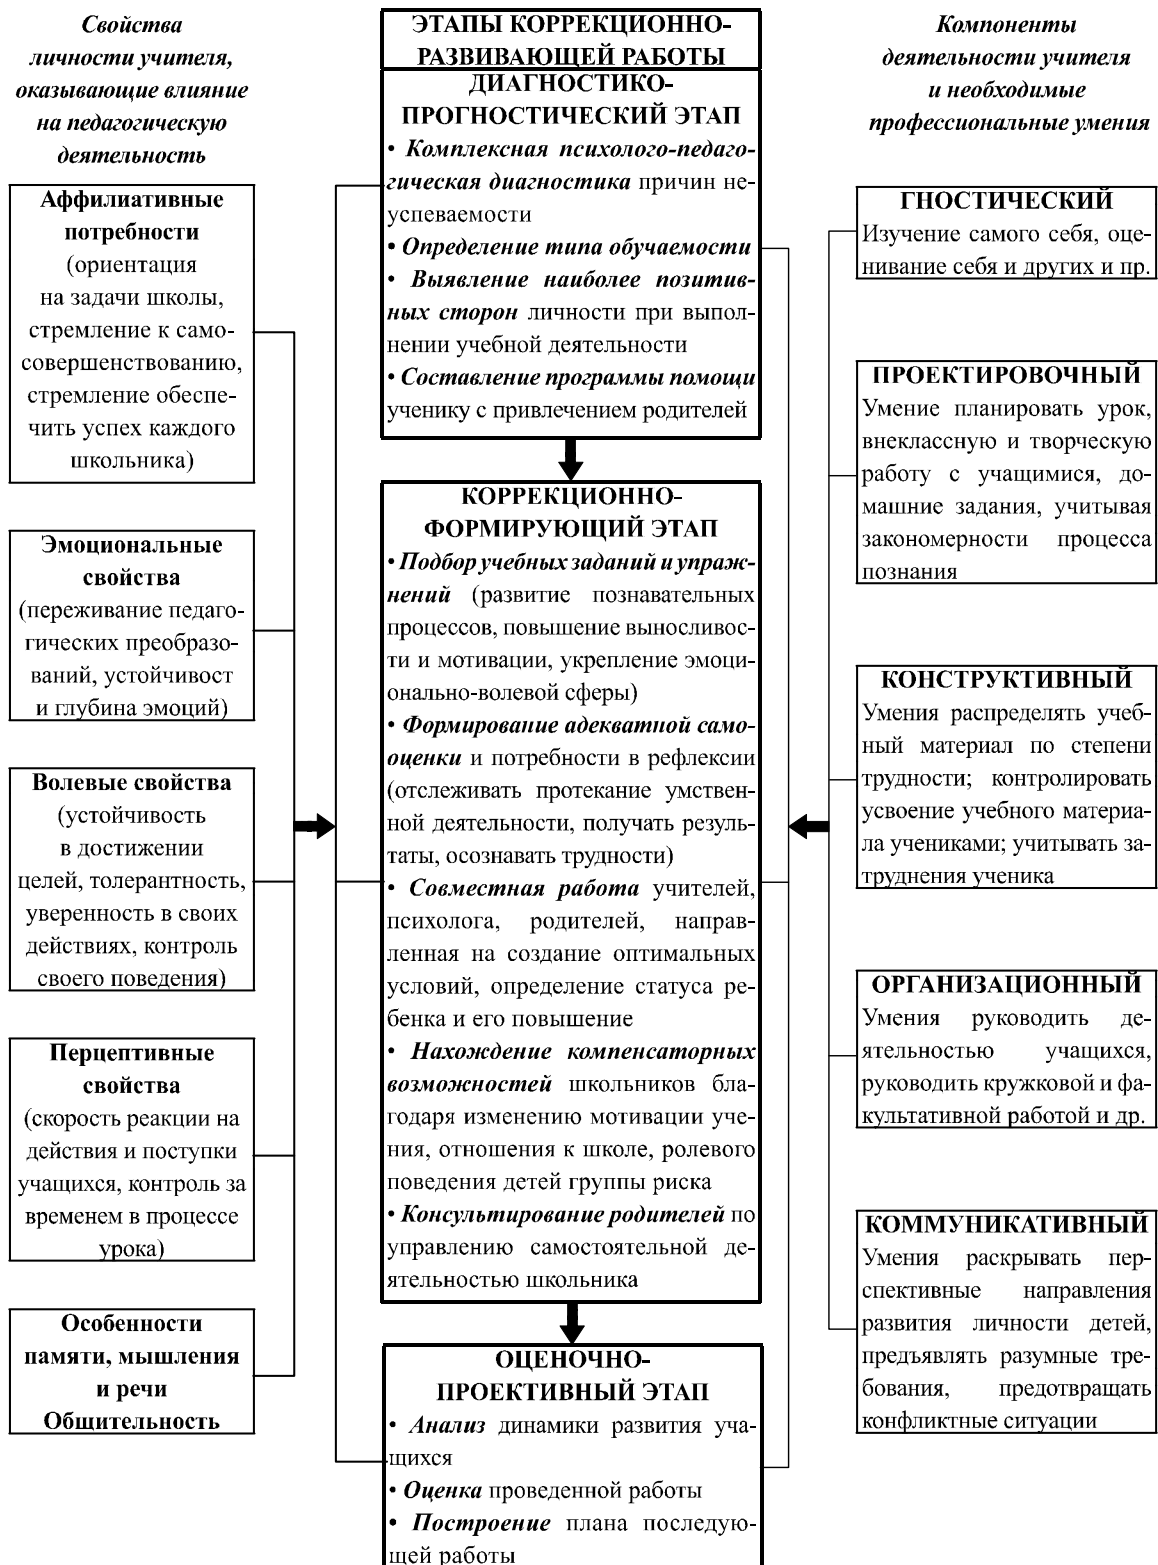 Свойства
личности учителя,
оказывающие влияние
на педагогическую
деятельность
Аффилиативные
потребности
(ориентация
на задачи школы,
стремление к само-
совершенствованию,
стремление обеспе-
чить успех каждого
школьника)
Эмоциональные
свойства
(переживание педаго-
гических преобразо-
ваний, устойчивост
и глубина эмоций)
Волевые свойства
(устойчивость
в достижении
целей, толерантность,
уверенность в своих
действиях, контроль
своего поведения)
Перцептивные
свойства
(скорость реакции на
действия и поступки
учащихся, контроль за
временем в процессе
урока)
Особенности
памяти, мышления
и речи
Общительность
ЭТАПЫ КОРРЕКЦИОННО-
РАЗВИВАЮЩЕЙ РАБОТЫ
ДИАГНОСТИКО-
ПРОГНОСТИЧЕСКИЙ ЭТАП
• Комплексная психолого-педаго-
гическая диагностика причин не-
успеваемости
• Определение типа обучаемости
• Выявление наиболее позитив-
ных сторон личности при выпол-
нении учебной деятельности
• Составление программы помощи
ученику с привлечением родителей
КОРРЕКЦИОННО-
ФОРМИРУЮЩИЙ ЭТАП
• Подбор учебных заданий и упраж-
нений (развитие познавательных
процессов, повышение выносливос-
ти и мотивации, укрепление эмоци-
онально-волевой сферы)
• Формирование адекватной само-
оценки и потребности в рефлексии
(отслеживать протекание умствен-
ной деятельности, получать резуль-
таты, осознавать трудности)
• Совместная работа учителей,
психолога, родителей, направ-
ленная на создание оптимальных
условий, определение статуса ре-
бенка и его повышение
• Нахождение компенсаторных
возможностей школьников бла-
годаря изменению мотивации уче-
ния, отношения к школе, ролевого
поведения детей группы риска
• Консультирование родителей по
управлению самостоятельной де-
ятельностью школьника
ОЦЕНОЧНО-
ПРОЕКТИВНЫЙ ЭТАП
• Анализ динамики развития уча-
щихся
• Оценка проведенной работы
• Построение плана последую-
щей работы
Компоненты
деятельности учителя
и необходимые
профессиональные умения
ГНОСТИЧЕСКИЙ
Изучение самого себя, оце-
нивание себя и других и пр.
ПРОЕКТИРОВОЧНЫЙ
Умение планировать урок,
внеклассную и творческую
работу с учащимися, до-
машние задания, учитывая
закономерности процесса
познания
КОНСТРУКТИВНЫЙ
Умения распределять учеб-
ный материал по степени
трудности; контролировать
усвоение учебного материа-
ла учениками; учитывать за-
труднения ученика
ОРГАНИЗАЦИОННЫЙ
Умения руководить де-
ятельностью учащихся,
руководить кружковой и фа-
культативной работой и др.
КОММУНИКАТИВНЫЙ
Умения раскрывать пер-
спективные направления
развития личности детей,
предъявлять разумные тре-
бования, предотвращать
конфликтные ситуации